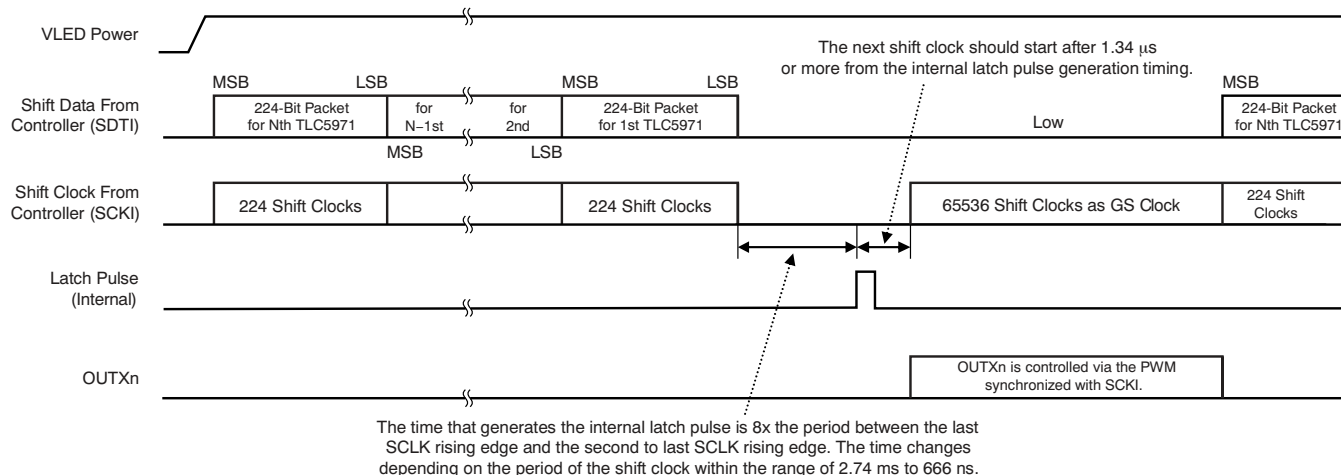 VLED Power
The next shift clock should start after 1.34 μs
or more from the internal latch pulse generation timing.
MSB
LSB
MSB
LSB
MSB
Shift Data From
Controller (SDTI)
224-Bit Packet
for Nth TLC5971
for
N−1st
for
2nd
224-Bit Packet
for 1st TLC5971
Low
224-Bit Packet
for Nth TLC5971
MSB
LSB
Shift Clock From
Controller (SCKI)
224 Shift Clocks
224 Shift Clocks
65536 Shift Clocks as GS Clock
224 Shift
Clocks
Latch Pulse
(Internal)
OUTXn
OUTXn is controlled via the PWM
synchronized with SCKI.
The time that generates the internal latch pulse is 8x the period between the last
SCLK rising edge and the second to last SCLK rising edge. The time changes
depending on the period of the shift clock within the range of 2.74 ms to 666 ns.